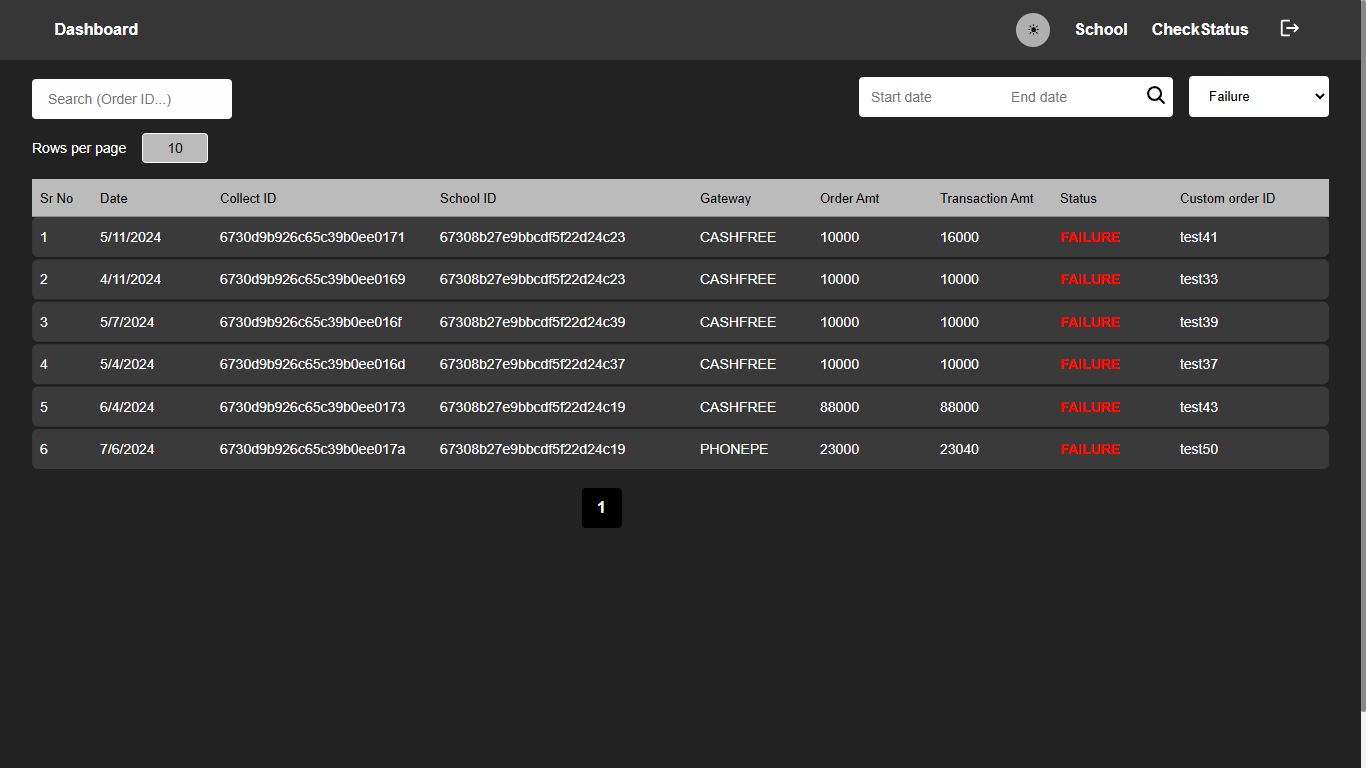 Dashboard School CheckStatus
Search (Order ID...) Start date End date Failure
Rows per page 10
Sr No Date Collect ID School ID Gateway Order Amt Transaction Amt Status Custom order ID
1 5/11/2024 6730d9b926c65c39b0ee0171 67308b27e9bbcdf5f22d24c23 CASHFREE 10000 16000 FAILURE test41
2 4/11/2024 6730d9b926c65c39b0ee0169 67308b27e9bbcdf5f22d24c23 CASHFREE 10000 10000 FAILURE test33
3 5/7/2024 6730d9b926c65c39b0ee016f 67308b27e9bbcdf5f22d24c39 CASHFREE 10000 10000 FAILURE test39
4 5/4/2024 6730d9b926c65c39b0ee016d 67308b27e9bbcdf5f22d24c37 CASHFREE 10000 10000 FAILURE test37
5 6/4/2024 6730d9b926c65c39b0ee0173 67308b27e9bbcdf5f22d24c19 CASHFREE 88000 88000 FAILURE test43
6 7/6/2024 6730d9b926c65c39b0ee017a 67308b27e9bbcdf5f22d24c19 PHONEPE 23000 23040 FAILURE test50
1